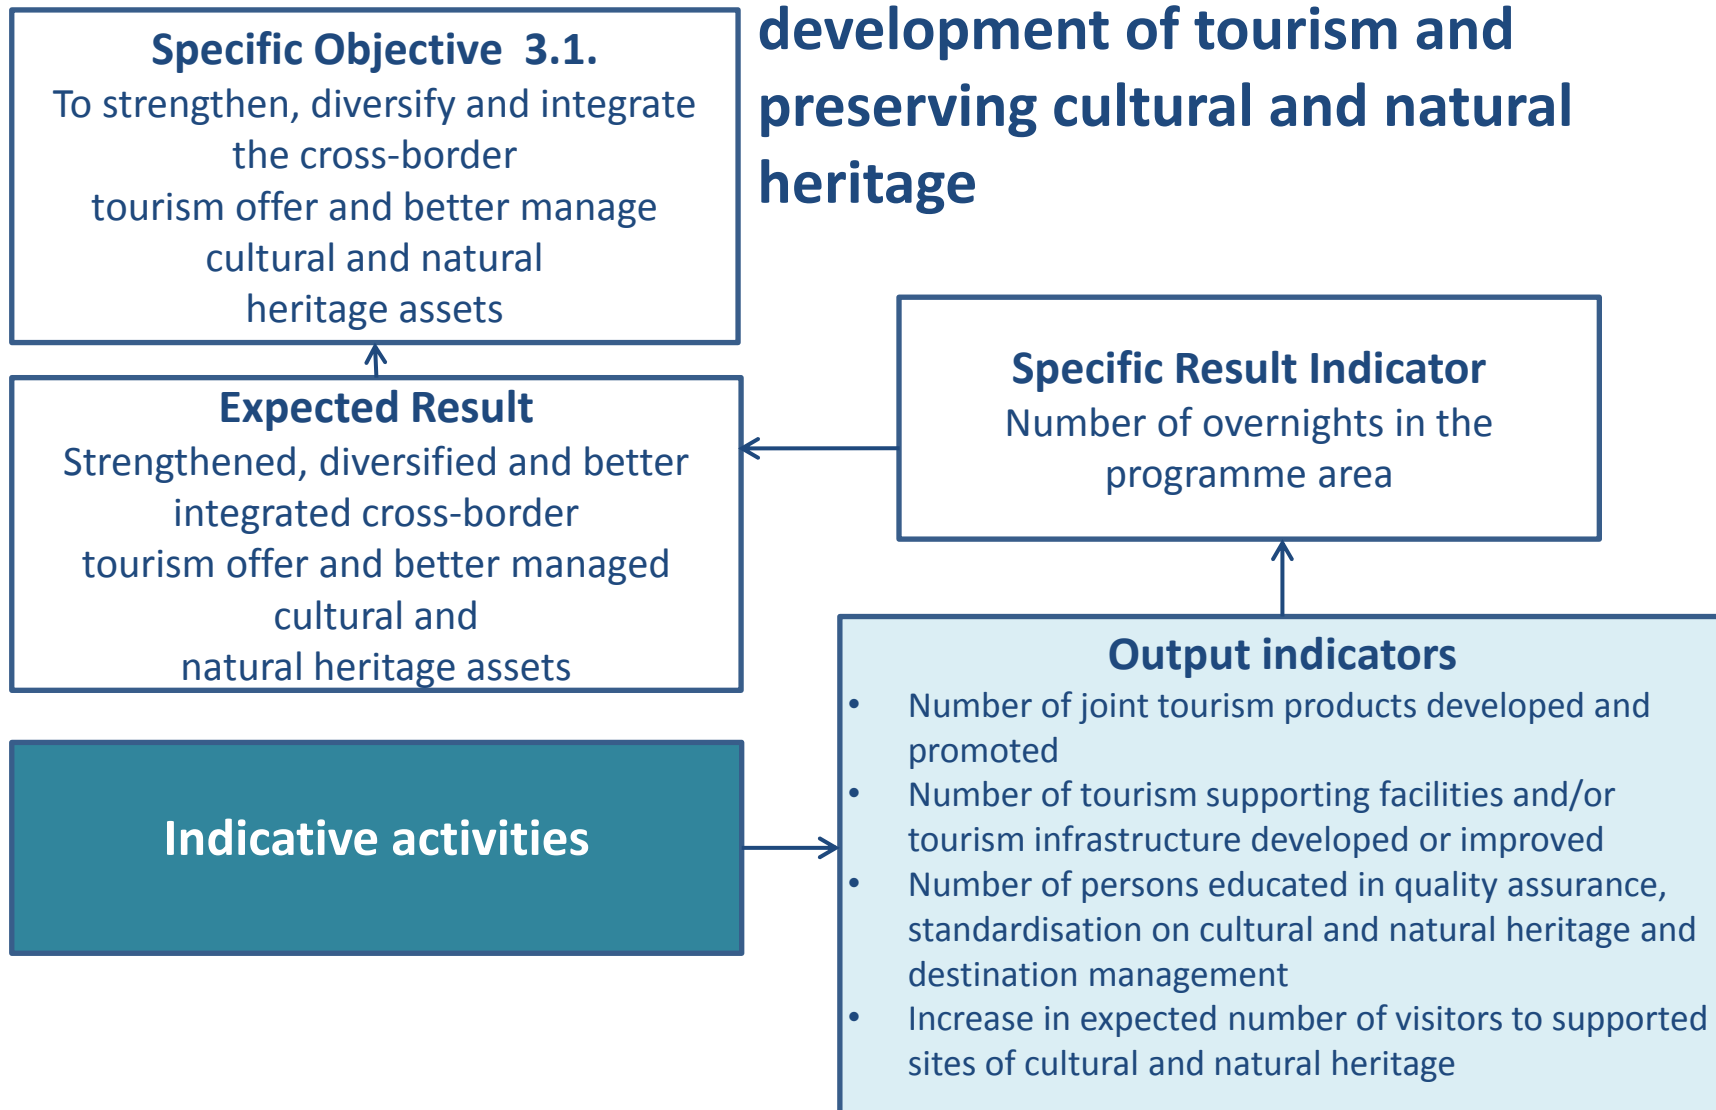 development of tourism and
preserving cultural and natural
heritage
Specific Objective 3.1.
To strengthen, diversify and integrate
the cross-border
tourism offer and better manage
cultural and natural
heritage assets
Expected Result
Strengthened, diversified and better
integrated cross-border
tourism offer and better managed
cultural and
natural heritage assets
Specific Result Indicator
Number of overnights in the
programme area
Indicative activities
Output indicators
• Number of joint tourism products developed and
promoted
• Number of tourism supporting facilities and/or
tourism infrastructure developed or improved
• Number of persons educated in quality assurance,
standardisation on cultural and natural heritage and
destination management
• Increase in expected number of visitors to supported
sites of cultural and natural heritage